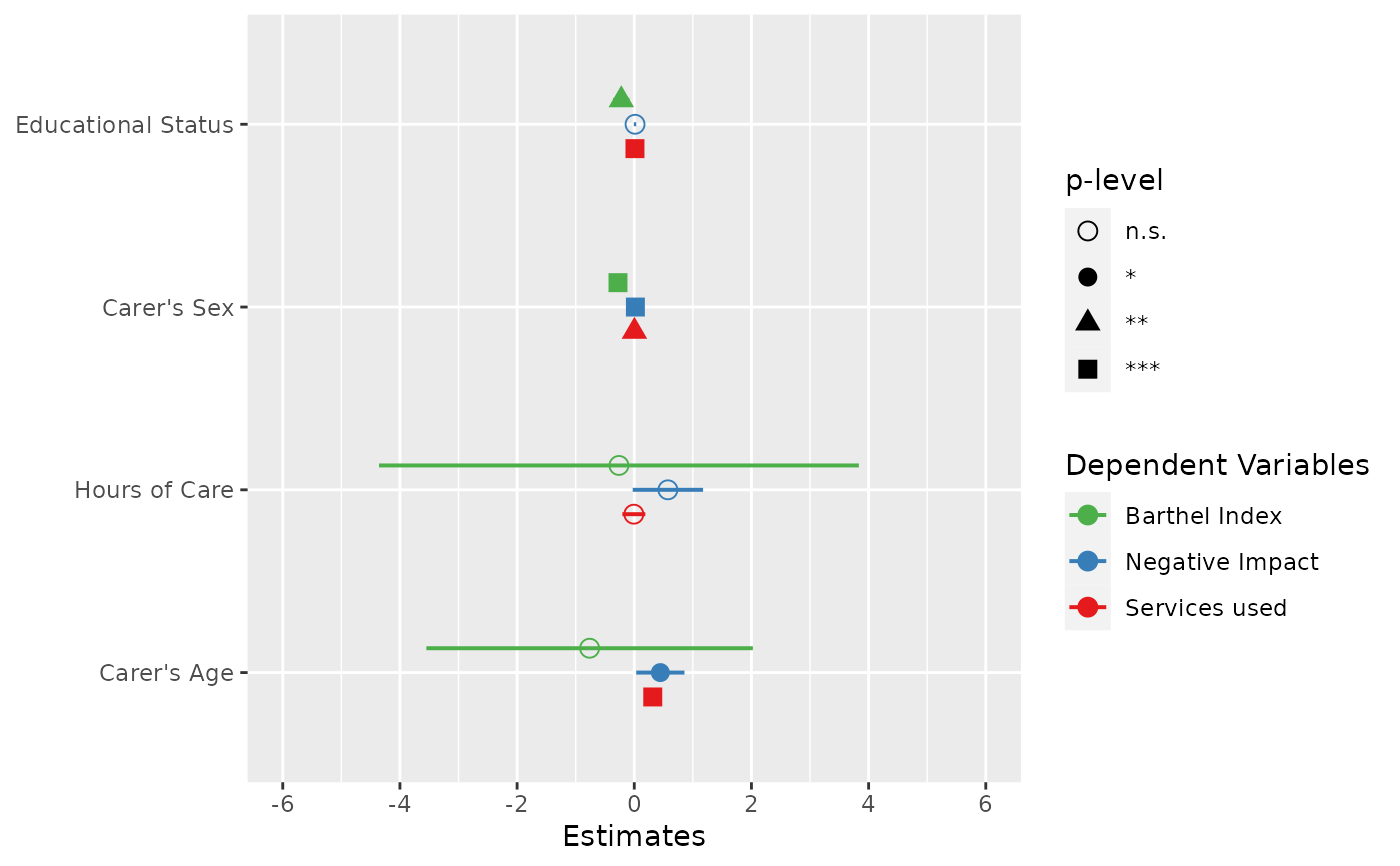 Educational Status
Carer's Sex
Hours of Care
Carer's Age
-6 -4 -2 0 2 4 6
Estimates
p-level
n.s.
*
**
***
Dependent Variables
Barthel Index
Negative Impact
Services used